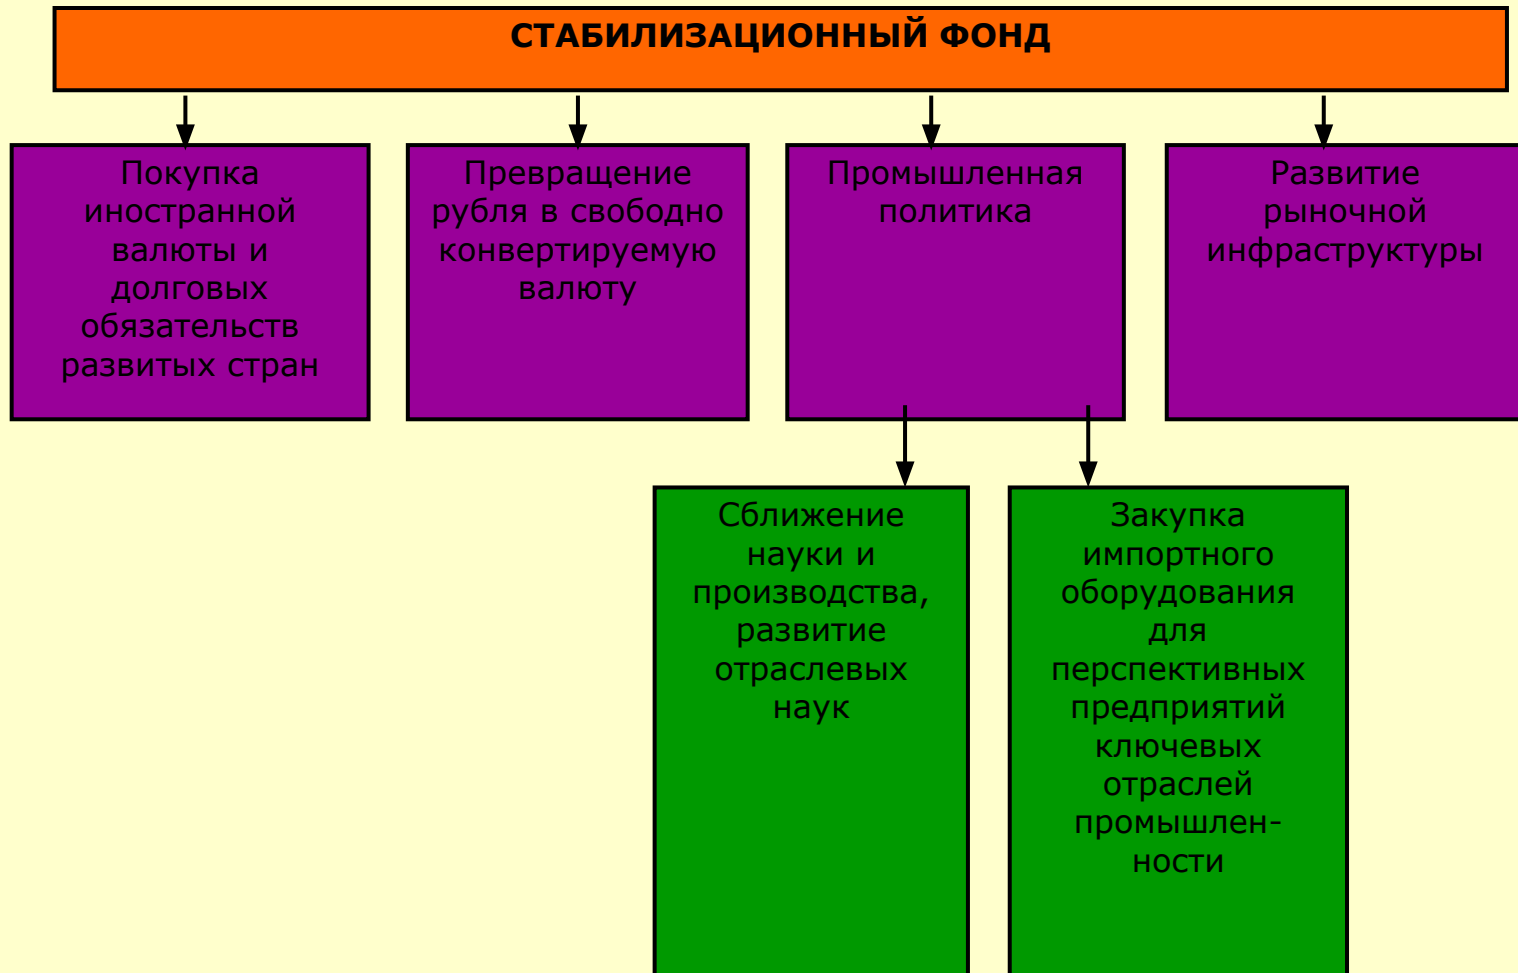 СТАБИЛИЗАЦИОННЫЙ ФОНД
Покупка
иностранной
валюты и
долговых
обязательств
развитых стран
Превращение
рубля в свободно
конвертируемую
валюту
Промышленная
политика
Развитие
рыночной
инфраструктуры
Сближение
науки и
производства,
развитие
отраслевых
наук
Закупка
импортного
оборудования
для
перспективных
предприятий
ключевых
отраслей
промышлен-
ности